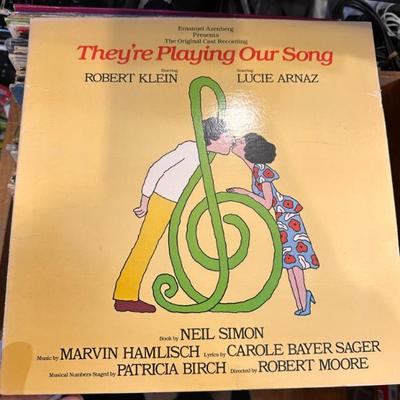 Emanuel Azenberg
Presents
The Original Cast Recording
They're Playing Our Song
Starring Starring
ROBERT KLEIN LUCIE ARNAZ
Book by NEIL SIMON
Music by MARVIN HAMLISCH Lyrics by CAROLE BAYER SAGER
Musical Numbers Staged by PATRICIA BIRCH Directed by ROBERT MOORE